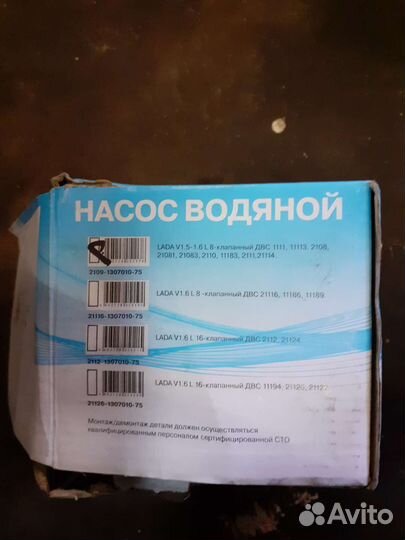 НАСОС ВОДЯНОЙ
LADA V1.5-1.6 L 8-клапанный ДВС 1111, 11113, 2108,
21081, 21083, 2110, 11183, 2111,21114
2109-1307010-75
LADA V1.6 L 8 -клапанный ДВС 21116, 11186, 11189
21116-1307010-75
LADA V1.6 L 16-клапанный ДВС 2112, 21124
2112-1307010-75
LADA V1.6 L 16-клапанный ДВС 11194, 21126, 21127
21126-1307010-75
Монтаж/демонтаж детали должен осуществляться
квалифицированным персоналом сертифицированной СТО
Avito